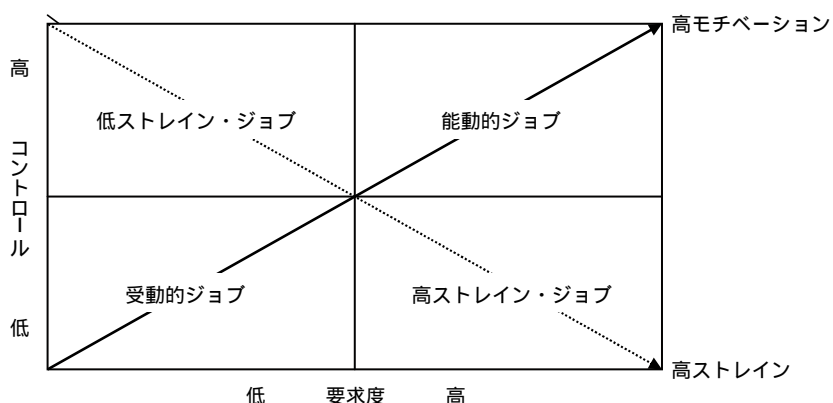 高モチベーション
高
低ストレイン・ジョブ
能動的ジョブ
コントロール
受動的ジョブ
高ストレイン・ジョブ
低
高ストレイン
低 要求度 高